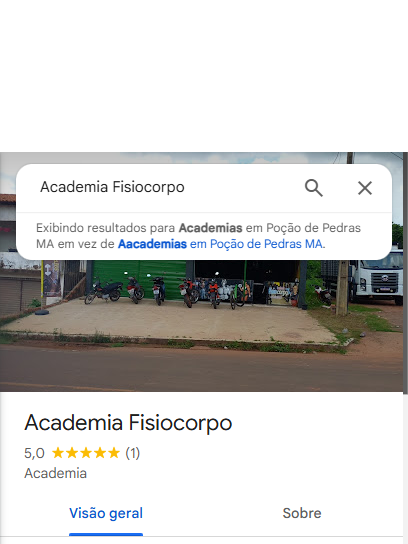 Academia Fisiocorpo
Exibindo resultados para Academias em Poção de Pedras
MA em vez de Aacademias em Poção de Pedras MA.
Academia Fisiocorpo
5,0 (1)
Academia
Visão geral Sobre